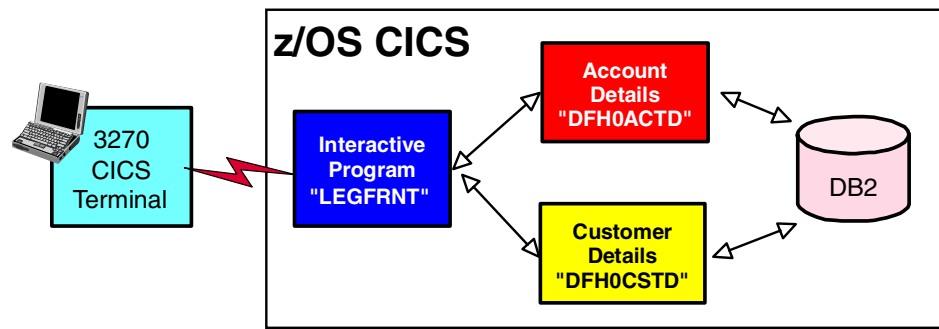 z/OS CICS
3270
CICS
Terminal
Interactive
Program
"LEGFRNT"
Account
Details
"DFH0ACTD"
Customer
Details
"DFH0CSTD"
DB2